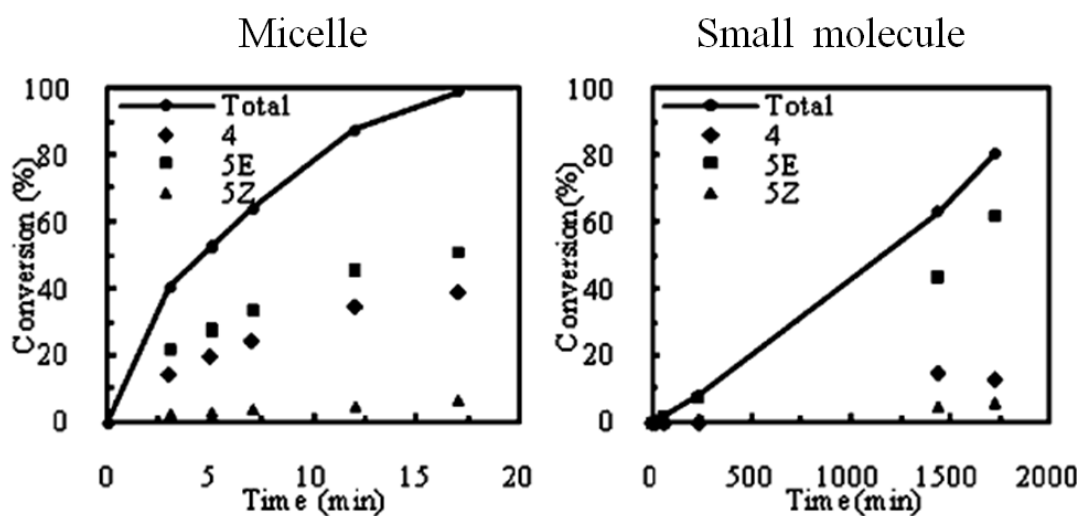 Micelle
Small molecule
Conversion (%)
100
80
60
40
20
0
Total
4
5E
5Z
0
5
10
15
20
Time (min)
Conversion(%)
100
80
60
40
20
0
Total
4
5E
5Z
0
500
1000
1500
2000
Time (min)